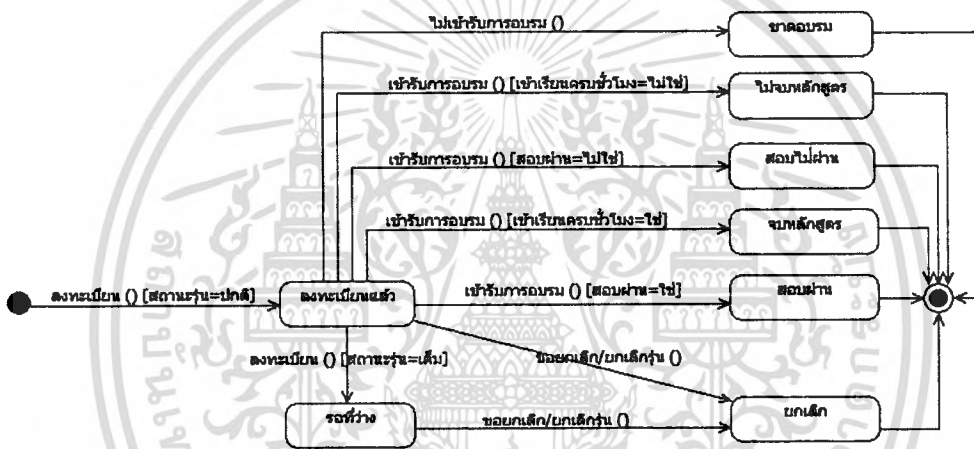 ไม่เข้ารับการอบรม ()
ขาดอบรม
เข้ารับการอบรม () [เข้าเรียนครบชั่วโมง=ไม่ใช่]
ไม่จบหลักสูตร
เข้ารับการอบรม () [สอบผ่าน=ไม่ใช่]
สอบไม่ผ่าน
เข้ารับการอบรม () [เข้าเรียนครบชั่วโมง=ใช่]
จบหลักสูตร
ลงทะเบียน () [สถานะรุ่น=ปกติ]
ลงทะเบียนแล้ว
เข้ารับการอบรม () [สอบผ่าน=ใช่]
สอบผ่าน
ลงทะเบียน () [สถานะรุ่น=เต็ม]
ขอยกเลิก/ยกเลิกรุ่น ()
รอที่ว่าง
ขอยกเลิก/ยกเลิกรุ่น ()
ยกเลิก